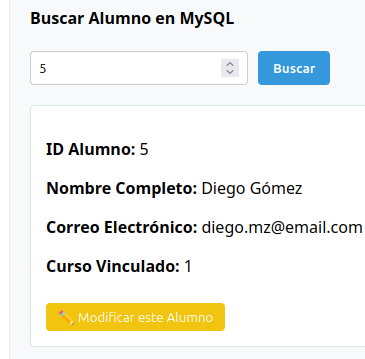 Buscar Alumno en MySQL
5
Buscar
ID Alumno: 5
Nombre Completo: Diego Gómez
Correo Electrónico: diego.mz@email.com
Curso Vinculado: 1
✏️ Modificar este Alumno